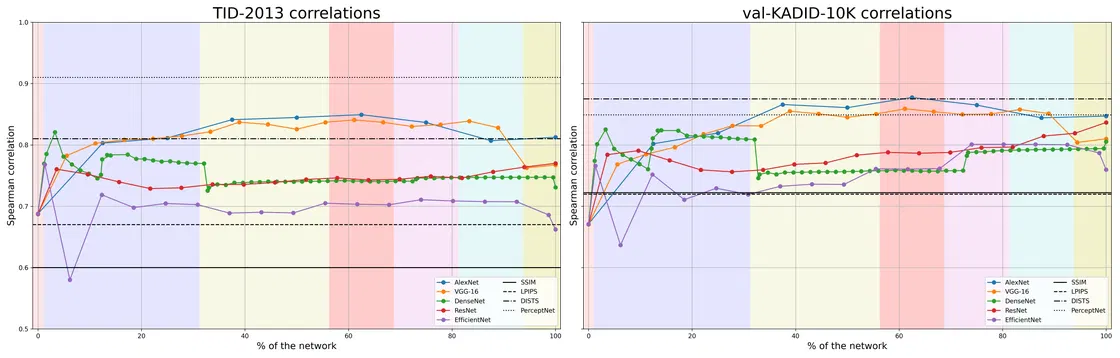 TID-2013 correlations
Spearman correlation
1.0
0.9
0.8
0.7
0.6
0.5
0
20
40
60
80
100
% of the network
AlexNet
VGG-16
DenseNet
ResNet
EfficientNet
SSIM
LPIPS
DISTS
PerceptNet
val-KADID-10K correlations
Spearman correlation
0
20
40
60
80
100
% of the network
AlexNet
VGG-16
DenseNet
ResNet
EfficientNet
SSIM
LPIPS
DISTS
PerceptNet